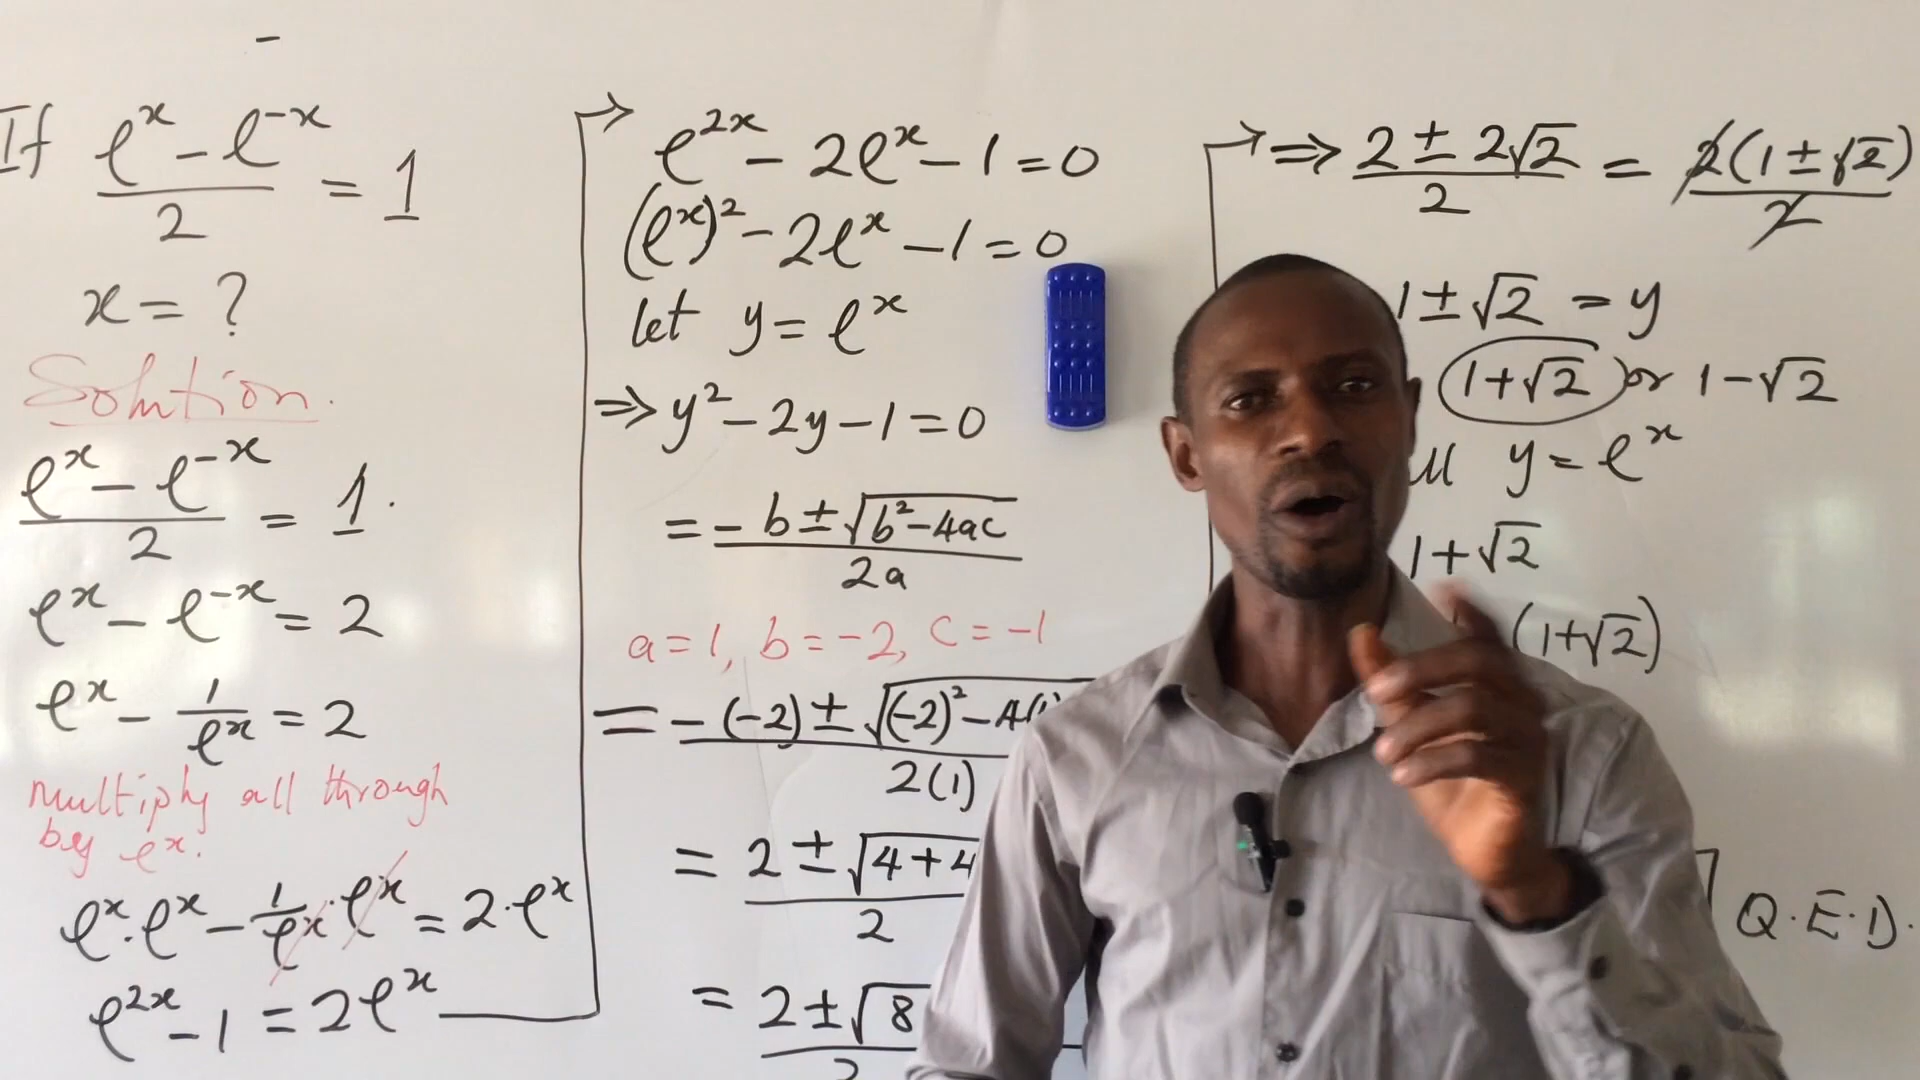 If (e^x - e^-x)/2 = 1
x = ?
Solution.
(e^x - e^-x)/2 = 1.
e^x - e^-x = 2
e^x - 1/e^x = 2
multiply all through
by e^x.
e^x · e^x - 1/e^x · e^x = 2 · e^x
e^2x - 1 = 2e^x
e^2x - 2e^x - 1 = 0
(e^x)^2 - 2e^x - 1 = 0
let y = e^x
⇒ y^2 - 2y - 1 = 0
= (-b ± √(b^2 - 4ac))/2a
a = 1, b = -2, c = -1
= (-(-2) ± √((-2)^2 - 4(1)/2(1)
= (2 ± √(4 + 4/2
= (2 ± √8/2
⇒ (2 ± 2√2)/2 = 2(1 ± √2)/2
1 ± √2 = y
1 + √2 or 1 - √2
y = e^x
1 + √2
(1 + √2)
Q.E.D.